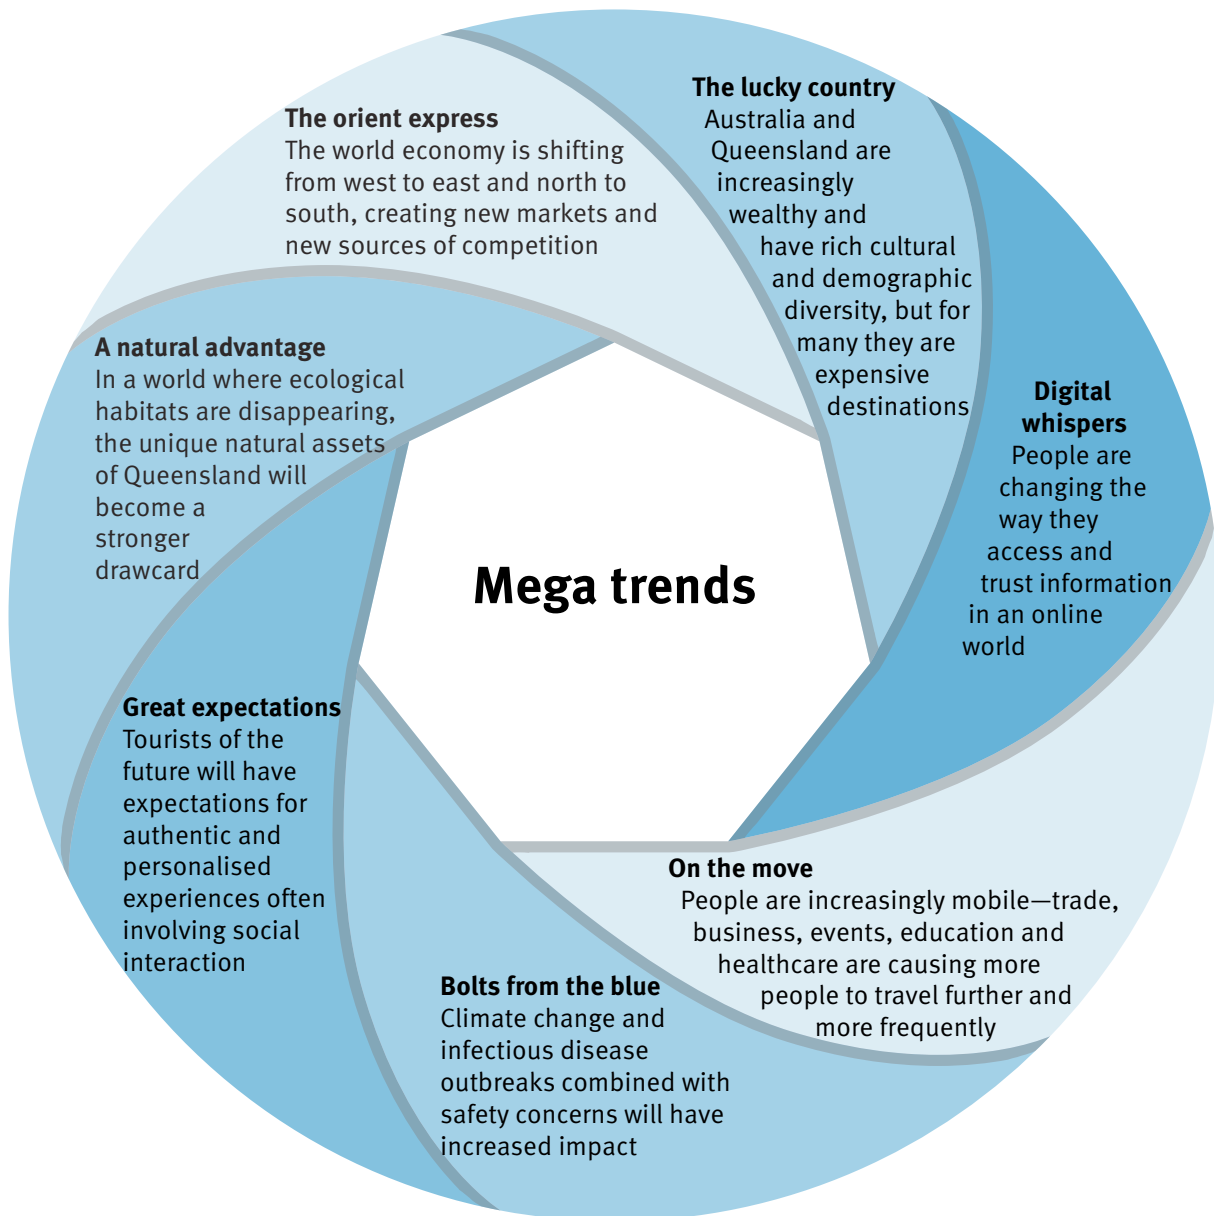 The orient express
The world economy is shifting
from west to east and north to
south, creating new markets and
new sources of competition
The lucky country
Australia and
Queensland are
increasingly
wealthy and
have rich cultural
and demographic
diversity, but for
many they are
expensive
destinations
Digital
whispers
People are
changing the
way they
access and
trust information
in an online
world
On the move
People are increasingly mobile—trade,
business, events, education and
healthcare are causing more
people to travel further and
more frequently
Bolts from the blue
Climate change and
infectious disease
outbreaks combined with
safety concerns will have
increased impact
Great expectations
Tourists of the
future will have
expectations for
authentic and
personalised
experiences often
involving social
interaction
A natural advantage
In a world where ecological
habitats are disappearing,
the unique natural assets
of Queensland will
become a
stronger
drawcard
Mega trends